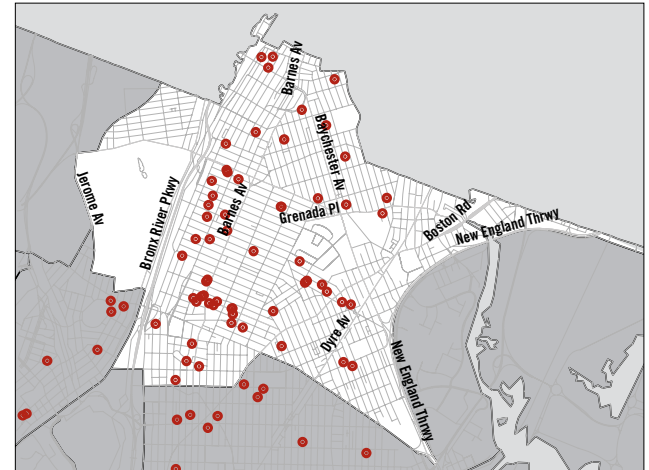 Barnes Av
Baychester Av
Jerome Av
Bronx River Pkwy
Barnes Av
Grenada Pl
Boston Rd
New England Thrwy
Dyre Av
New England Thrwy